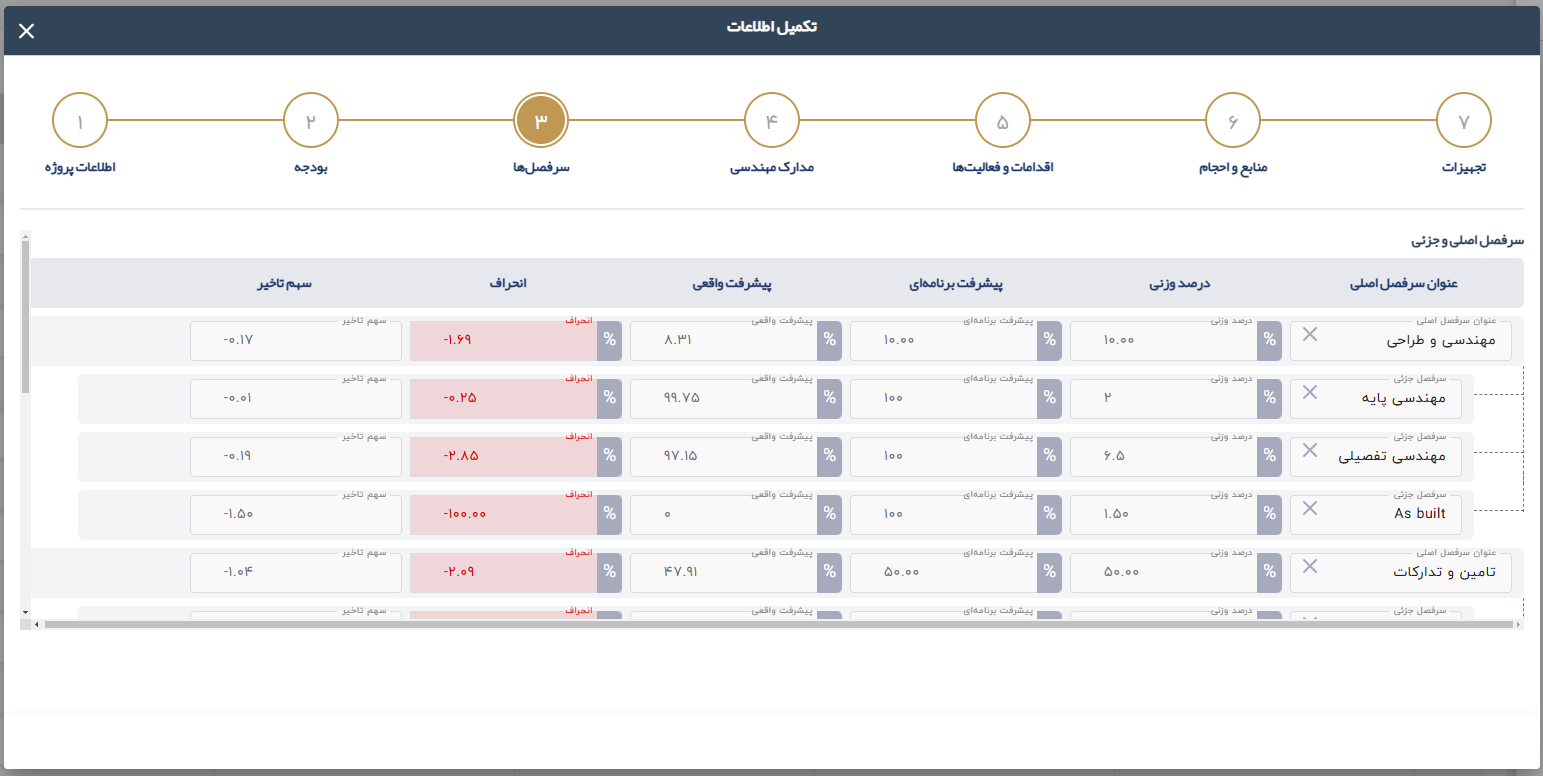 تکمیل اطلاعات
۱ ۲ ۳ ۴ ۵ ۶ ۷
اطلاعات پروژه بودجه سرفصل‌ها مدارک مهندسی اقدامات و فعالیت‌ها منابع و احجام تجهیزات
سرفصل اصلی و جزئی
عنوان سرفصل اصلی درصد وزنی پیشرفت برنامه‌ای پیشرفت واقعی انحراف سهم تاخیر
عنوان سرفصل اصلی درصد وزنی پیشرفت برنامه‌ای پیشرفت واقعی انحراف سهم تاخیر
مهندسی و طراحی % ۱۰.۰۰ % ۱۰.۰۰ % ۸.۳۱ % -۱.۶۹ -۰.۱۷
سرفصل جزئی درصد وزنی پیشرفت برنامه‌ای پیشرفت واقعی انحراف سهم تاخیر
مهندسی پایه % ۲ % ۱۰۰ % ۹۹.۷۵ % -۰.۲۵ -۰.۰۱
سرفصل جزئی درصد وزنی پیشرفت برنامه‌ای پیشرفت واقعی انحراف سهم تاخیر
مهندسی تفصیلی % ۶.۵ % ۱۰۰ % ۹۷.۱۵ % -۲.۸۵ -۰.۱۹
سرفصل جزئی درصد وزنی پیشرفت برنامه‌ای پیشرفت واقعی انحراف سهم تاخیر
As built % ۱.۵۰ % ۱۰۰ % ۰ % -۱۰۰.۰۰ -۱.۵۰
عنوان سرفصل اصلی درصد وزنی پیشرفت برنامه‌ای پیشرفت واقعی انحراف سهم تاخیر
تامین و تدارکات % ۵۰.۰۰ % ۵۰.۰۰ % ۴۷.۹۱ % -۲.۰۹ -۱.۰۴
سرفصل جزئی درصد وزنی پیشرفت برنامه‌ای پیشرفت واقعی انحراف سهم تاخیر